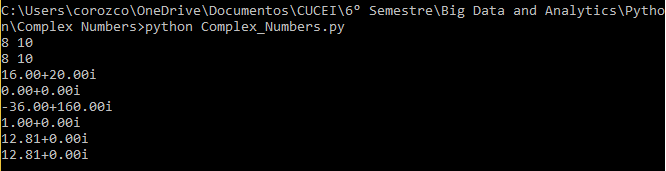 C:\Users\corozco\OneDrive\Documentos\CUCEI\6º Semestre\Big Data and Analytics\Pytho
n\Complex Numbers>python Complex_Numbers.py
8 10
8 10
16.00+20.00i
0.00+0.00i
-36.00+160.00i
1.00+0.00i
12.81+0.00i
12.81+0.00i